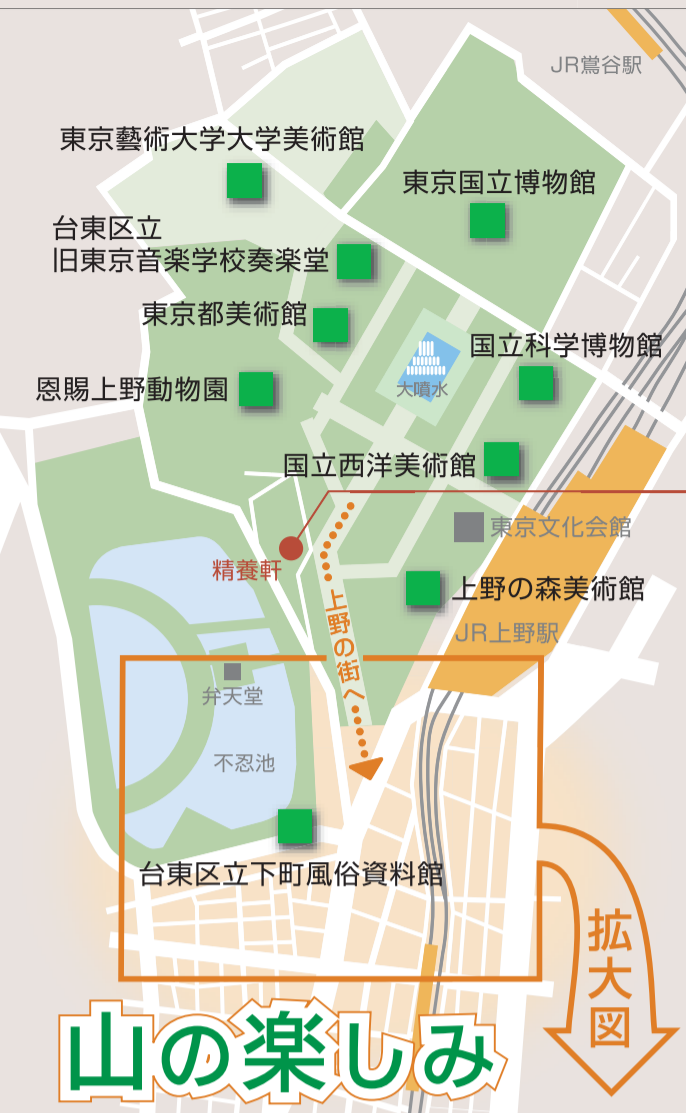 JR鶯谷駅
東京藝術大学大学美術館
東京国立博物館
台東区立
旧東京音楽学校奏楽堂
東京都美術館
国立科学博物館
大噴水
恩賜上野動物園
国立西洋美術館
東京文化会館
精養軒
上野の森美術館
上野の街へ
JR上野駅
弁天堂
不忍池
台東区立下町風俗資料館
拡大図
山の楽しみ